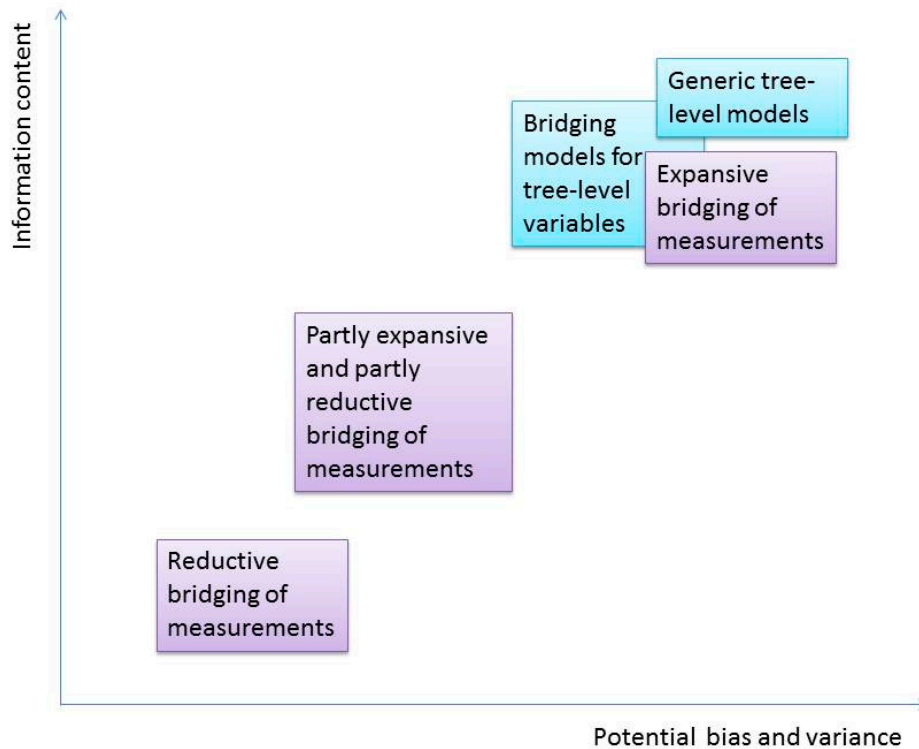 Information content
Generic tree-
level models
Bridging
models for
tree-level
variables
Expansive
bridging of
measurements
Partly expansive
and partly
reductive
bridging of
measurements
Reductive
bridging of
measurements
Potential bias and variance